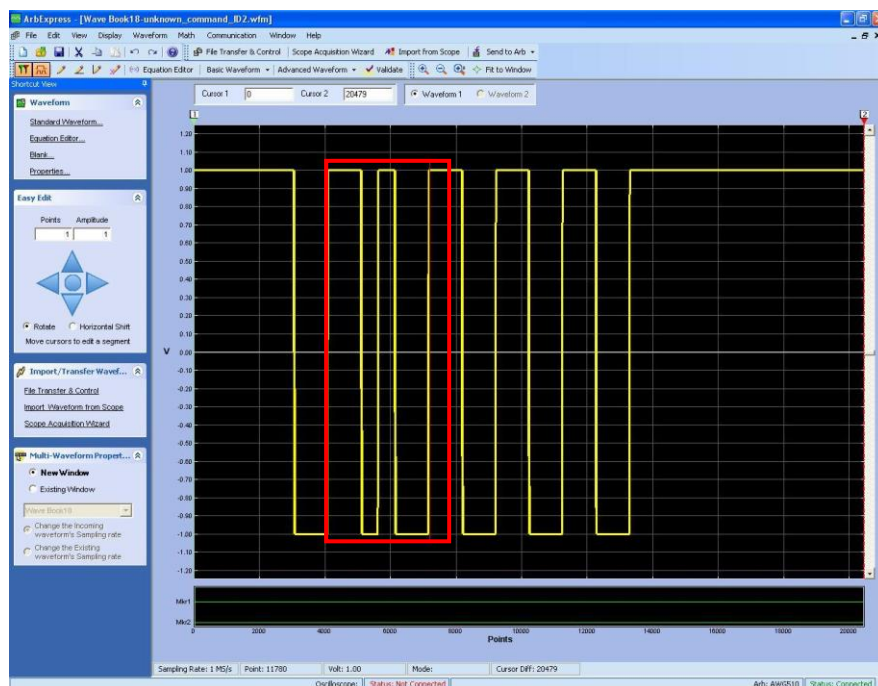 ArbExpress - [Wave Book18-unknown_command_ID2.wfm]
File Edit View Display Waveform Math Communication Window Help
File Transfer & Control Scope Acquisition Wizard Import from Scope Send to Arb
Equation Editor Basic Waveform Advanced Waveform Validate Fit to Window
Shortcut View
Cursor 1 0 Cursor 2 20479 Waveform 1 Waveform 2
Waveform
Standard Waveform...
Equation Editor...
Blank...
Properties...
Easy Edit
Points Amplitude
1 1
Rotate Horizontal Shift
Move cursors to edit a segment
Import/Transfer Wavef...
File Transfer & Control
Import Waveform from Scope
Scope Acquisition Wizard
Multi-Waveform Propert...
New Window
Existing Window
Wave Book18
Change the Incoming
waveform's Sampling rate
Change the Existing
waveform's Sampling rate
1 2
1.20
1.00
0.90
0.80
0.70
0.60
0.50
0.40
0.30
0.20
0.10
V 0.00
-0.10
-0.20
-0.30
-0.40
-0.50
-0.60
-0.70
-0.80
-0.90
-1.00
-1.10
-1.20
Mkr1
Mkr2
0 2000 4000 6000 8000 10000 12000 14000 16000 18000 20000
Points
Sampling Rate: 1 MS/s Point: 11780 Volt: 1.00 Mode: Cursor Diff: 20479
Oscilloscope: Status: Not Connected Arb: AWG510 Status: Connected